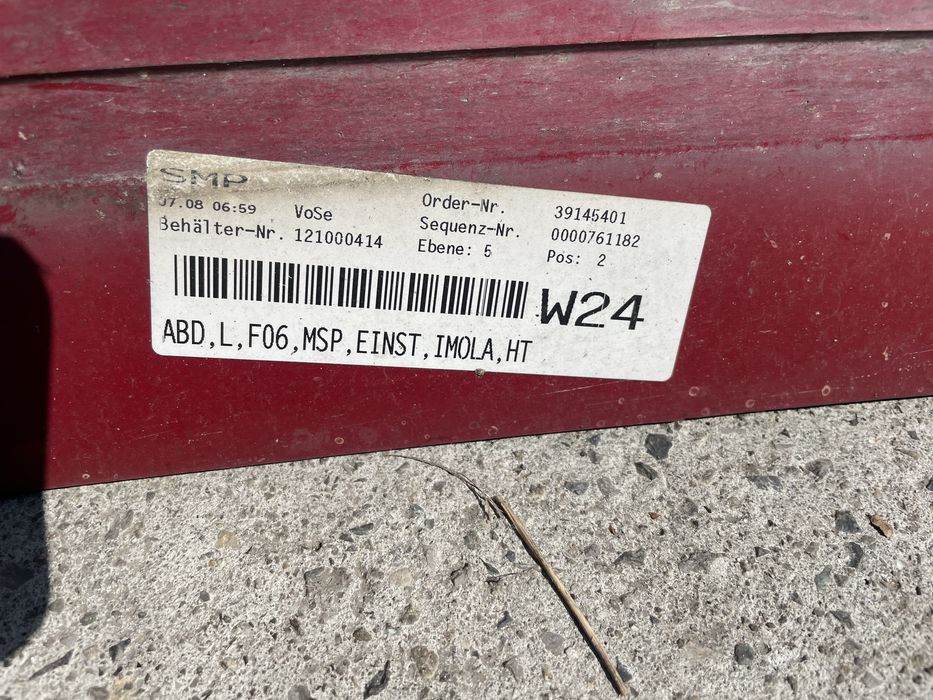 SMP
07.08 06:59 VoSe Order-Nr. 39145401
Behälter-Nr. 121000414 Sequenz-Nr. 0000761182
Ebene: 5 Pos: 2
W24
ABD,L,F06,MSP,EINST,IMOLA,HT